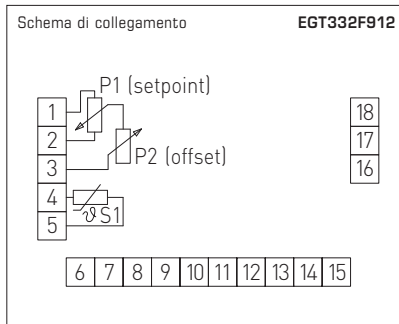 Schema di collegamento EGT332F912
P1 (setpoint)
1
2
3
4
5
P2 (offset)
ϑ S1
18
17
16
6 7 8 9 10 11 12 13 14 15